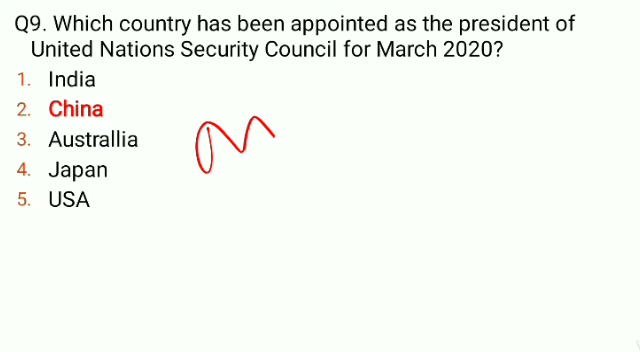 Q9. Which country has been appointed as the president of
United Nations Security Council for March 2020?
1. India
2. China
3. Australlia
4. Japan
5. USA